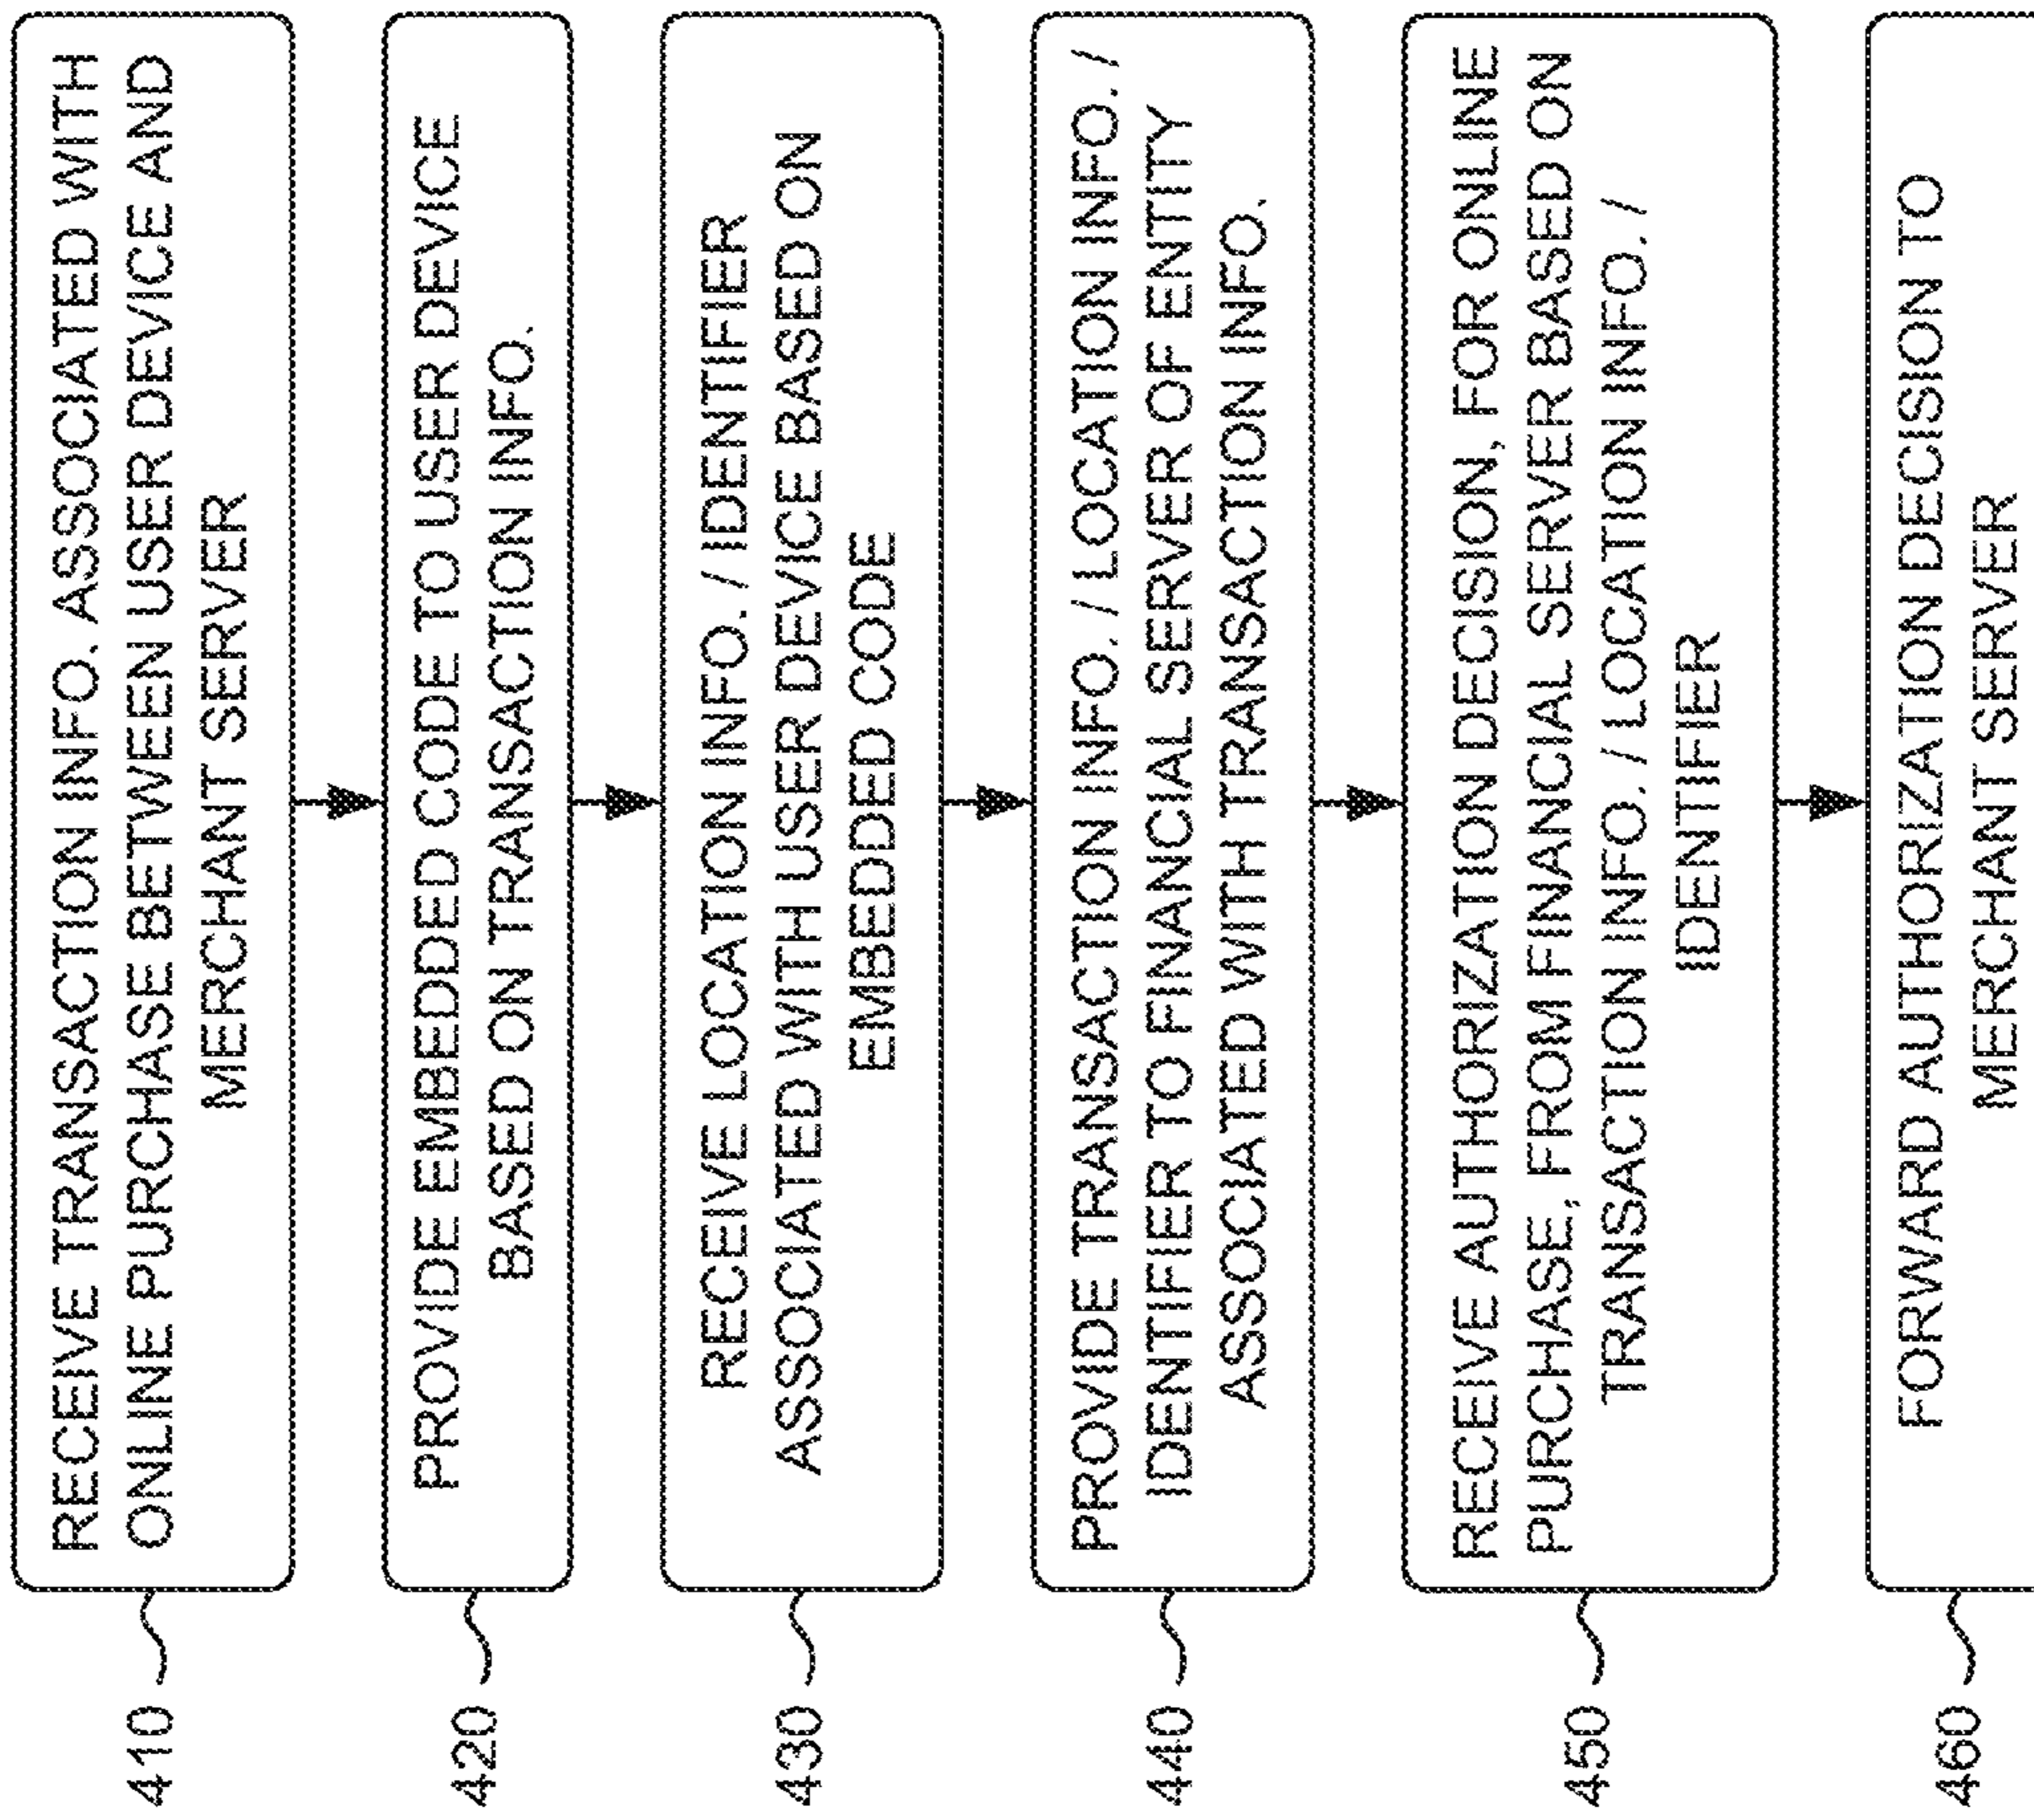 410
RECEIVE TRANSACTION INFO. ASSOCIATED WITH
ONLINE PURCHASE BETWEEN USER DEVICE AND
MERCHANT SERVER
420
PROVIDE EMBEDDED CODE TO USER DEVICE
BASED ON TRANSACTION INFO.
430
RECEIVE LOCATION INFO. / IDENTIFIER
ASSOCIATED WITH USER DEVICE BASED ON
EMBEDDED CODE
440
PROVIDE TRANSACTION INFO. / LOCATION INFO. /
IDENTIFIER TO FINANCIAL SERVER OF ENTITY
ASSOCIATED WITH TRANSACTION INFO.
450
RECEIVE AUTHORIZATION DECISION, FOR ONLINE
PURCHASE, FROM FINANCIAL SERVER BASED ON
TRANSACTION INFO. / LOCATION INFO. /
IDENTIFIER
460
FORWARD AUTHORIZATION DECISION TO
MERCHANT SERVER